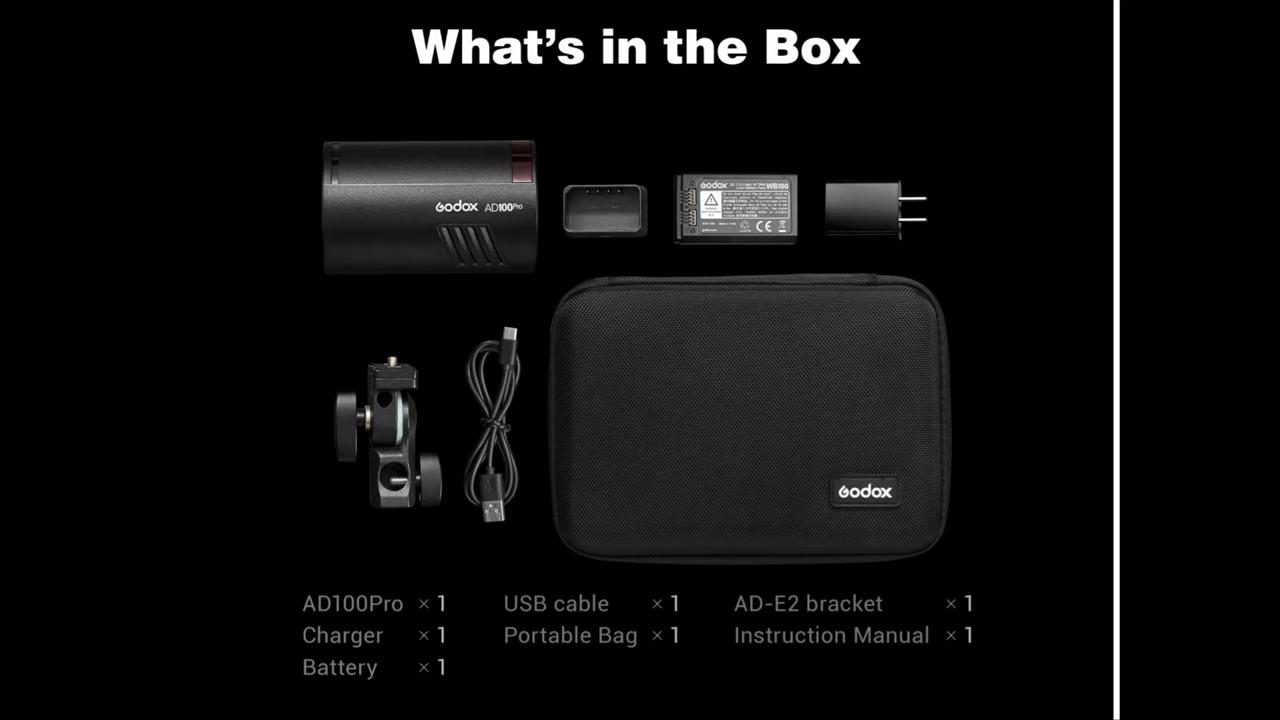 What's in the Box
Godox AD100Pro
Godox
WB100
CE
Godox
AD100Pro × 1
USB cable × 1
AD-E2 bracket × 1
Charger × 1
Portable Bag × 1
Instruction Manual × 1
Battery × 1